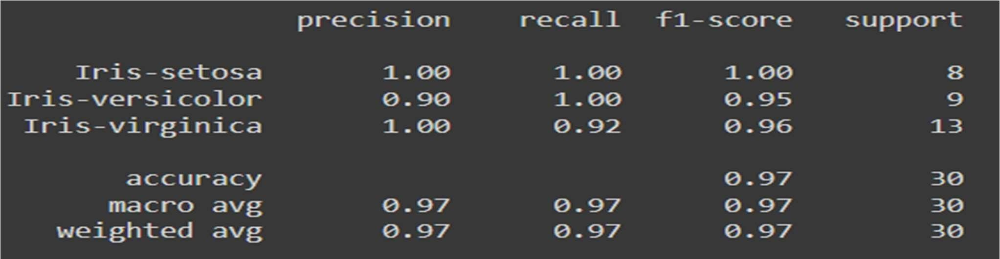 precision recall f1-score support
Iris-setosa 1.00 1.00 1.00 8
Iris-versicolor 0.90 1.00 0.95 9
Iris-virginica 1.00 0.92 0.96 13
accuracy 0.97 30
macro avg 0.97 0.97 0.97 30
weighted avg 0.97 0.97 0.97 30